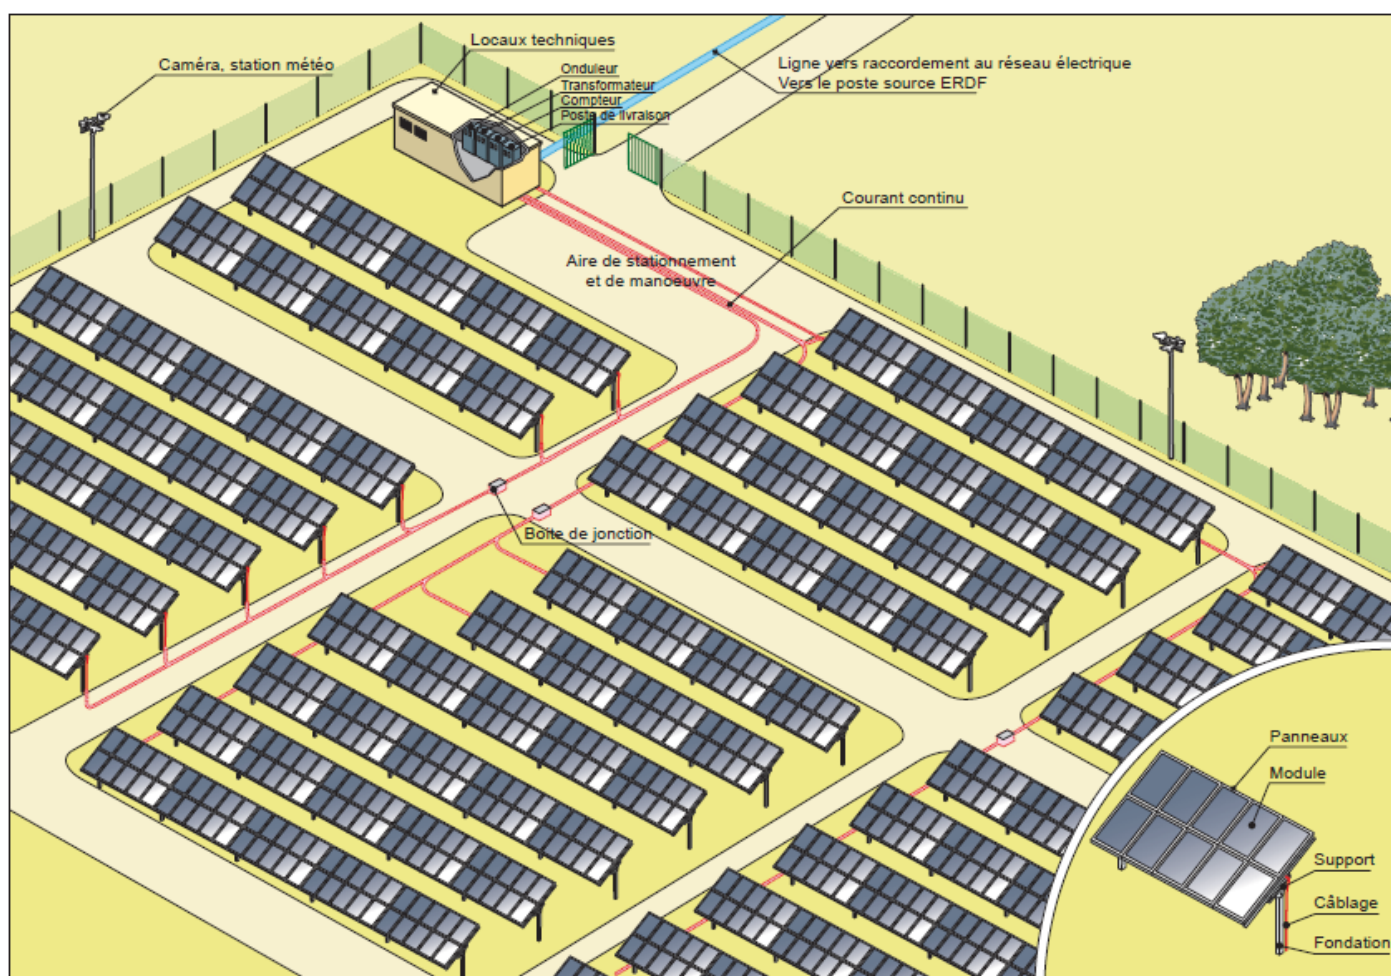 Locaux techniques
Caméra, station météo
Onduleur
Transformateur
Compteur
Poste de livraison
Ligne vers raccordement au réseau électrique
Vers le poste source ERDF
Courant continu
Aire de stationnement
et de manoeuvre
Boîte de jonction
Panneaux
Module
Support
Câblage
Fondation